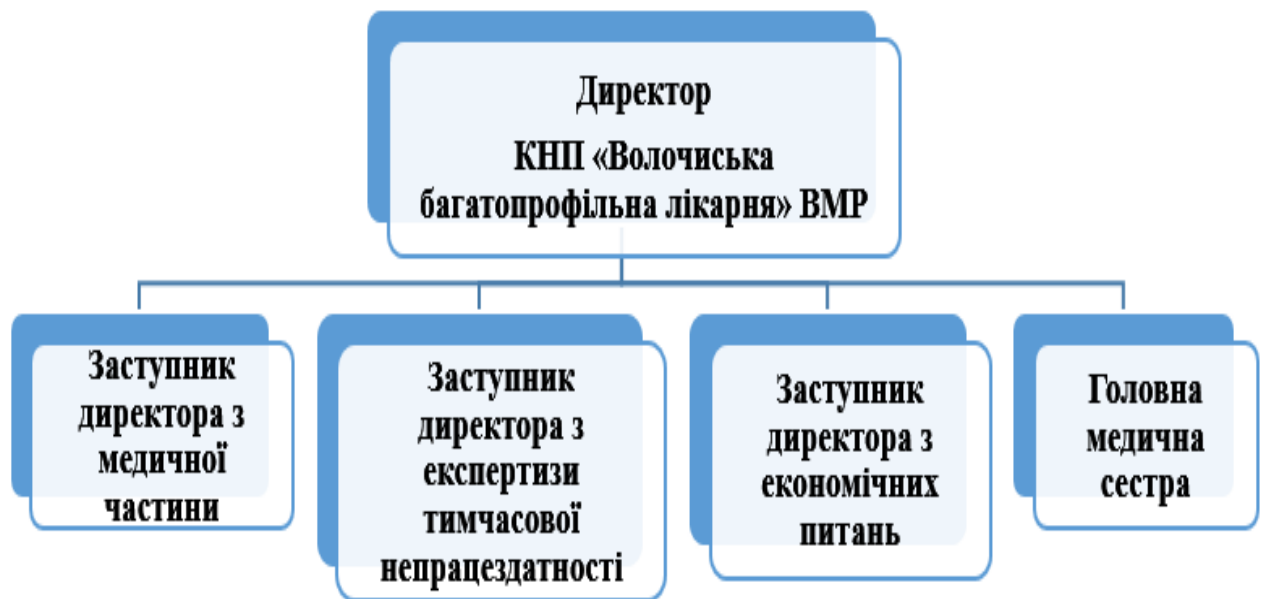 Директор
КНП «Волочиська
багатопрофільна лікарня» ВМР
Заступник
директора з
медичної
частини
Заступник
директора з
експертизи
тимчасової
непрацездатності
Заступник
директора з
економічних
питань
Головна
медична
сестра